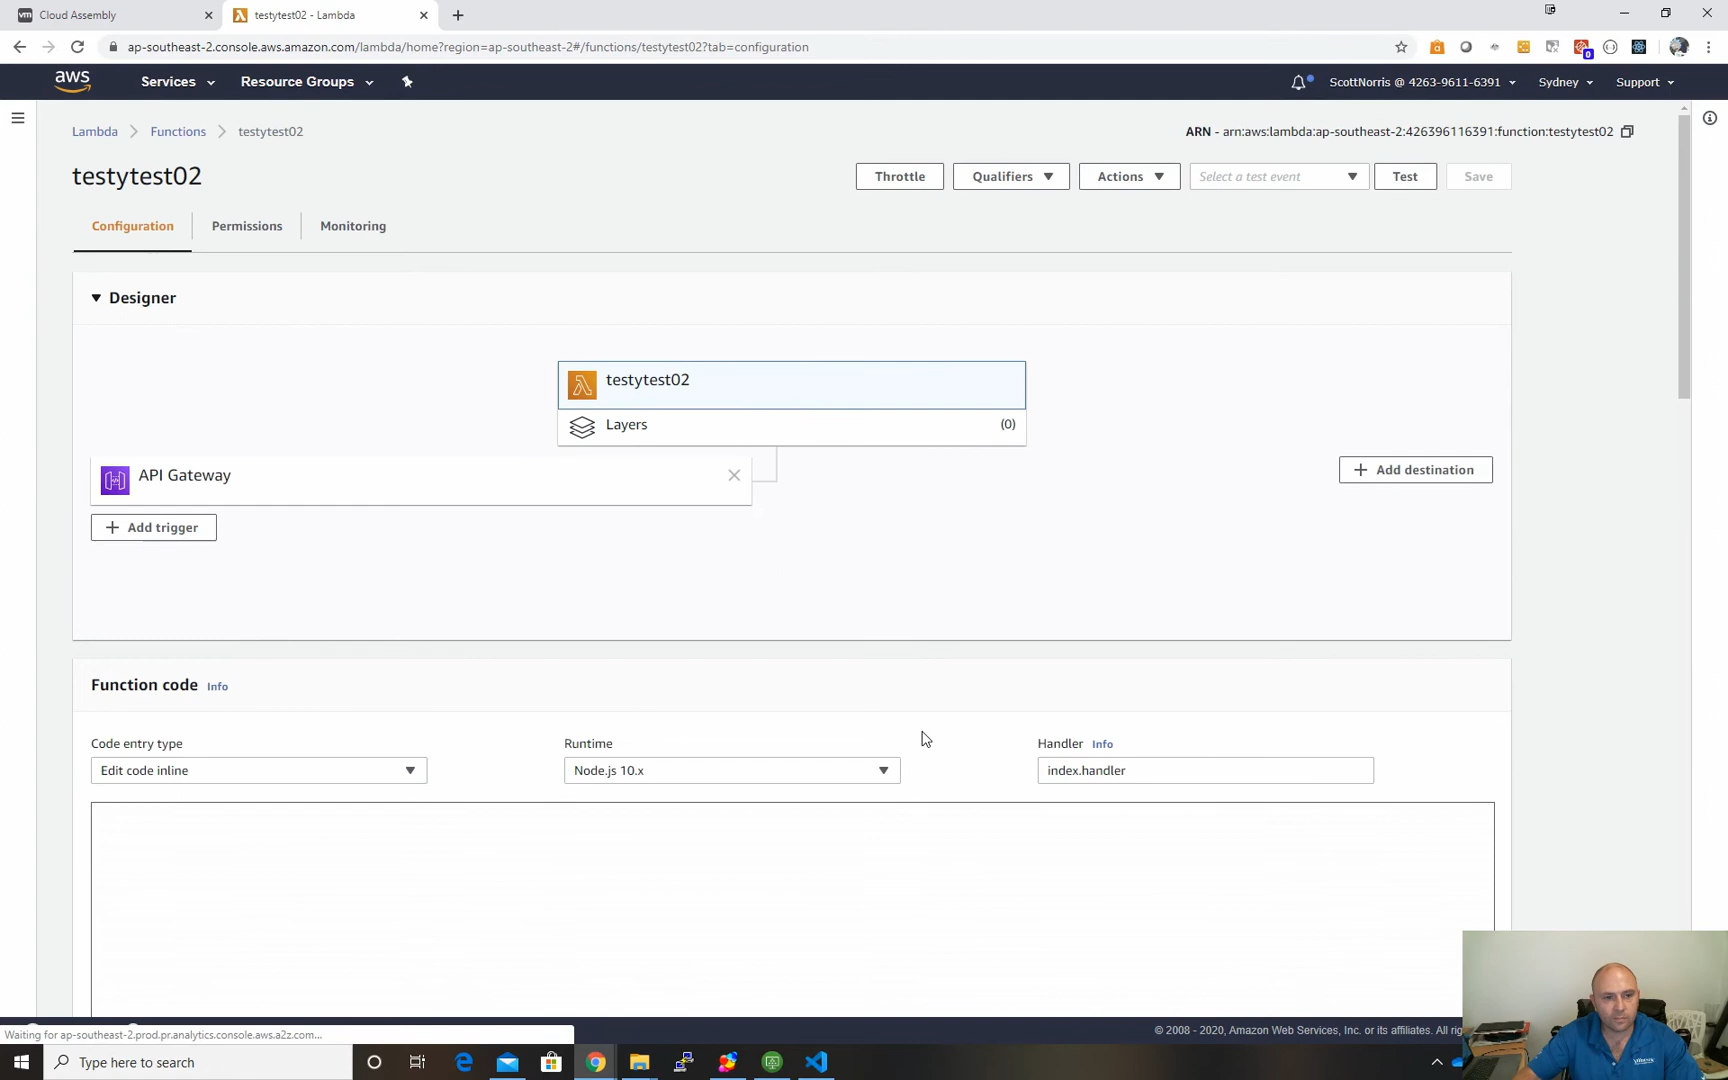 vm Cloud Assembly
testytest02 - Lambda
ap-southeast-2.console.aws.amazon.com/lambda/home?region=ap-southeast-2#/functions/testytest02?tab=configuration
0
aws Services Resource Groups ScottNorris @ 4263-9611-6391 Sydney Support
Lambda Functions testytest02
ARN - arn:aws:lambda:ap-southeast-2:426396116391:function:testytest02
testytest02
Throttle Qualifiers Actions Select a test event Test Save
Configuration Permissions Monitoring
Designer
testytest02
Layers (0)
API Gateway
Add destination
Add trigger
Function code Info
Code entry type Runtime Handler Info
Edit code inline Node.js 10.x index.handler
Waiting for ap-southeast-2.prod.pr.analytics.console.aws.a2z.com...
© 2008 - 2020, Amazon Web Services, Inc. or its affiliates. All rig
Type here to search